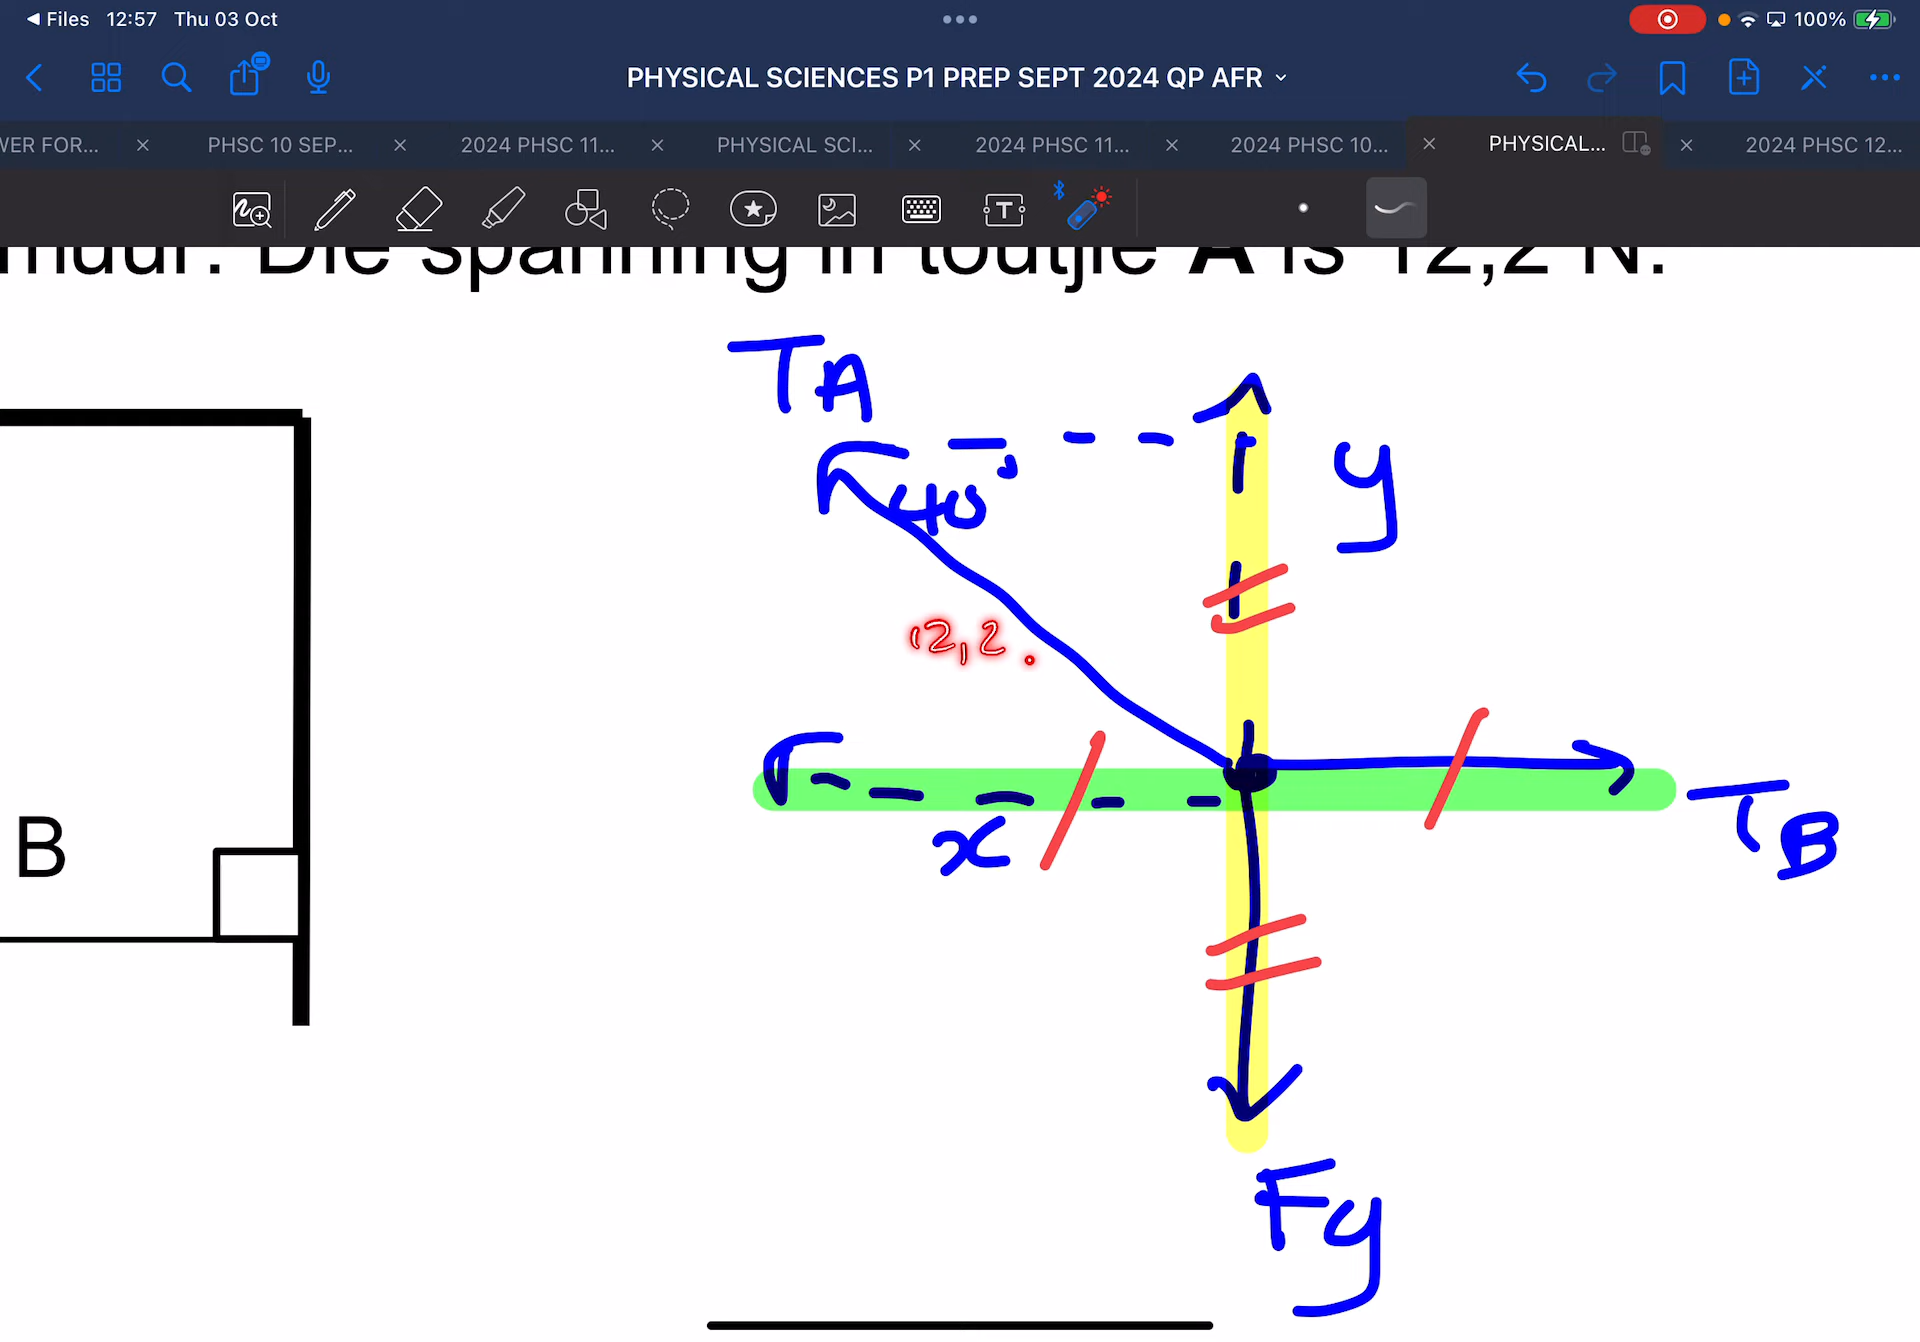 Files 12:57 Thu 03 Oct 100%
PHYSICAL SCIENCES P1 PREP SEPT 2024 QP AFR
WER FOR... PHSC 10 SEP... 2024 PHSC 11... PHYSICAL SCI... 2024 PHSC 11... 2024 PHSC 10... PHYSICAL... 2024 PHSC 12...
muur. Die spanning in toutjie A is 12,2 N.
TA
y
40°
12,2
x
TB
B
Fg